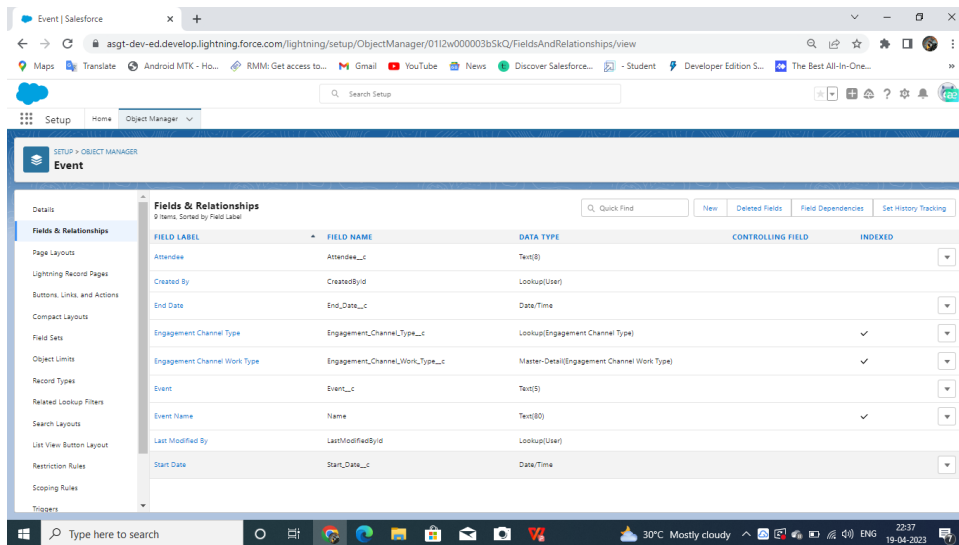 Event | Salesforce
asgt-dev-ed.develop.lightning.force.com/lightning/setup/ObjectManager/01I2w000003bSkQ/FieldsAndRelationships/view
Maps Translate Android MTK - Ho... RMM: Get access to... Gmail YouTube News Discover Salesforce... - Student Developer Edition S... The Best All-In-One... »
Search Setup
Setup Home Object Manager
SETUP > OBJECT MANAGER
Event
Details
Fields & Relationships
Page Layouts
Lightning Record Pages
Buttons, Links, and Actions
Compact Layouts
Field Sets
Object Limits
Record Types
Related Lookup Filters
Search Layouts
List View Button Layout
Restriction Rules
Scoping Rules
Triggers
Fields & Relationships
9 Items, Sorted by Field Label
Quick Find New Deleted Fields Field Dependencies Set History Tracking
FIELD LABEL FIELD NAME DATA TYPE CONTROLLING FIELD INDEXED
Attendee Attendee__c Text(8)
Created By CreatedById Lookup(User)
End Date End_Date__c Date/Time
Engagement Channel Type Engagement_Channel_Type__c Lookup(Engagement Channel Type)
Engagement Channel Work Type Engagement_Channel_Work_Type__c Master-Detail(Engagement Channel Work Type)
Event Event__c Text(5)
Event Name Name Text(80)
Last Modified By LastModifiedById Lookup(User)
Start Date Start_Date__c Date/Time
Type here to search
30°C Mostly cloudy ENG 22:37
19-04-2023